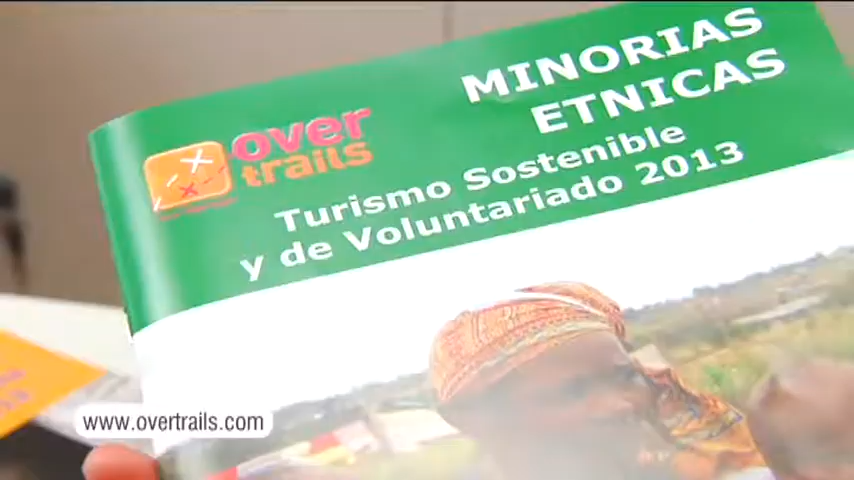 MINORIAS
ETNICAS
over
trails
Turismo Sostenible
y de Voluntariado 2013
www.overtrails.com